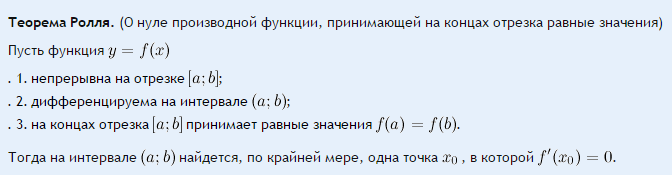 Теорема Ролля. (О нуле производной функции, принимающей на концах отрезка равные значения)
Пусть функция y = f(x)
. 1. непрерывна на отрезке [a; b];
. 2. дифференцируема на интервале (a; b);
. 3. на концах отрезка [a; b] принимает равные значения f(a) = f(b).
Тогда на интервале (a; b) найдется, по крайней мере, одна точка x₀ , в которой f′(x₀) = 0.